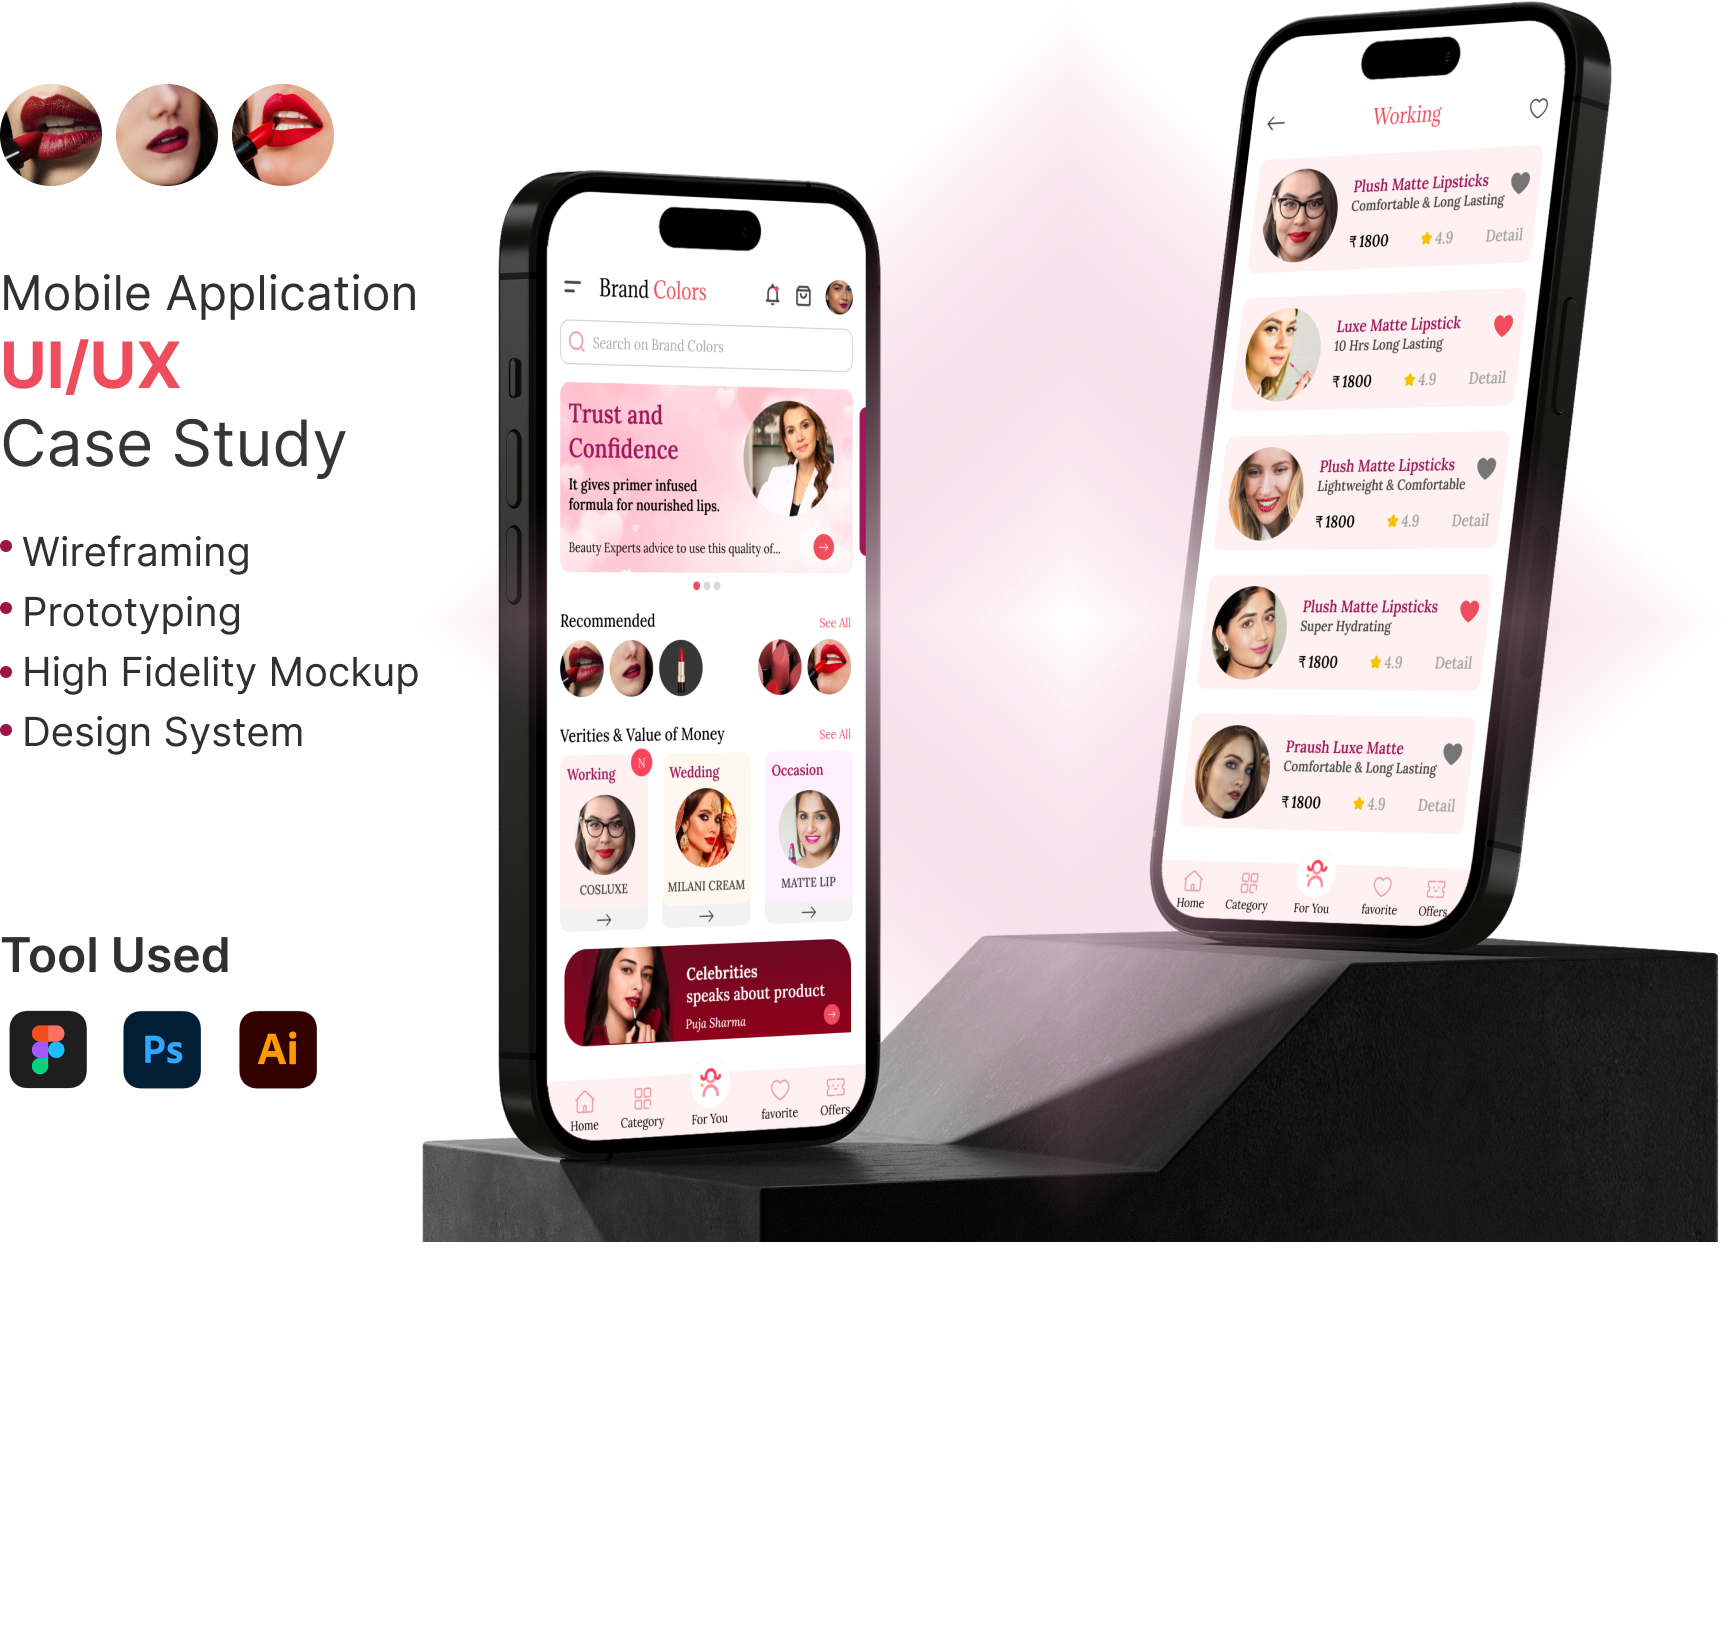 Mobile Application
UI/UX
Case Study
Wireframing
Prototyping
High Fidelity Mockup
Design System
Tool Used
Ps
Ai
Brand Colors
Search on Brand Colors
Trust and
Confidence
It gives primer infused
formula for nourished lips.
Beauty Experts advice to use this quality of...
Recommended
See All
Verities & Value of Money
See All
Working
N
Wedding
Occasion
COSLUXE
MILANI CREAM
MATTE LIP
Celebrities
speaks about product
Puja Sharma
Home
Category
For You
favorite
Offers
Working
Plush Matte Lipsticks
Comfortable & Long Lasting
₹ 1800
4.9
Detail
Luxe Matte Lipstick
10 Hrs Long Lasting
₹ 1800
4.9
Detail
Plush Matte Lipsticks
Lightweight & Comfortable
₹ 1800
4.9
Detail
Plush Matte Lipsticks
Super Hydrating
₹ 1800
4.9
Detail
Praush Luxe Matte
Comfortable & Long Lasting
₹ 1800
4.9
Detail
Home
Category
For You
favorite
Offers